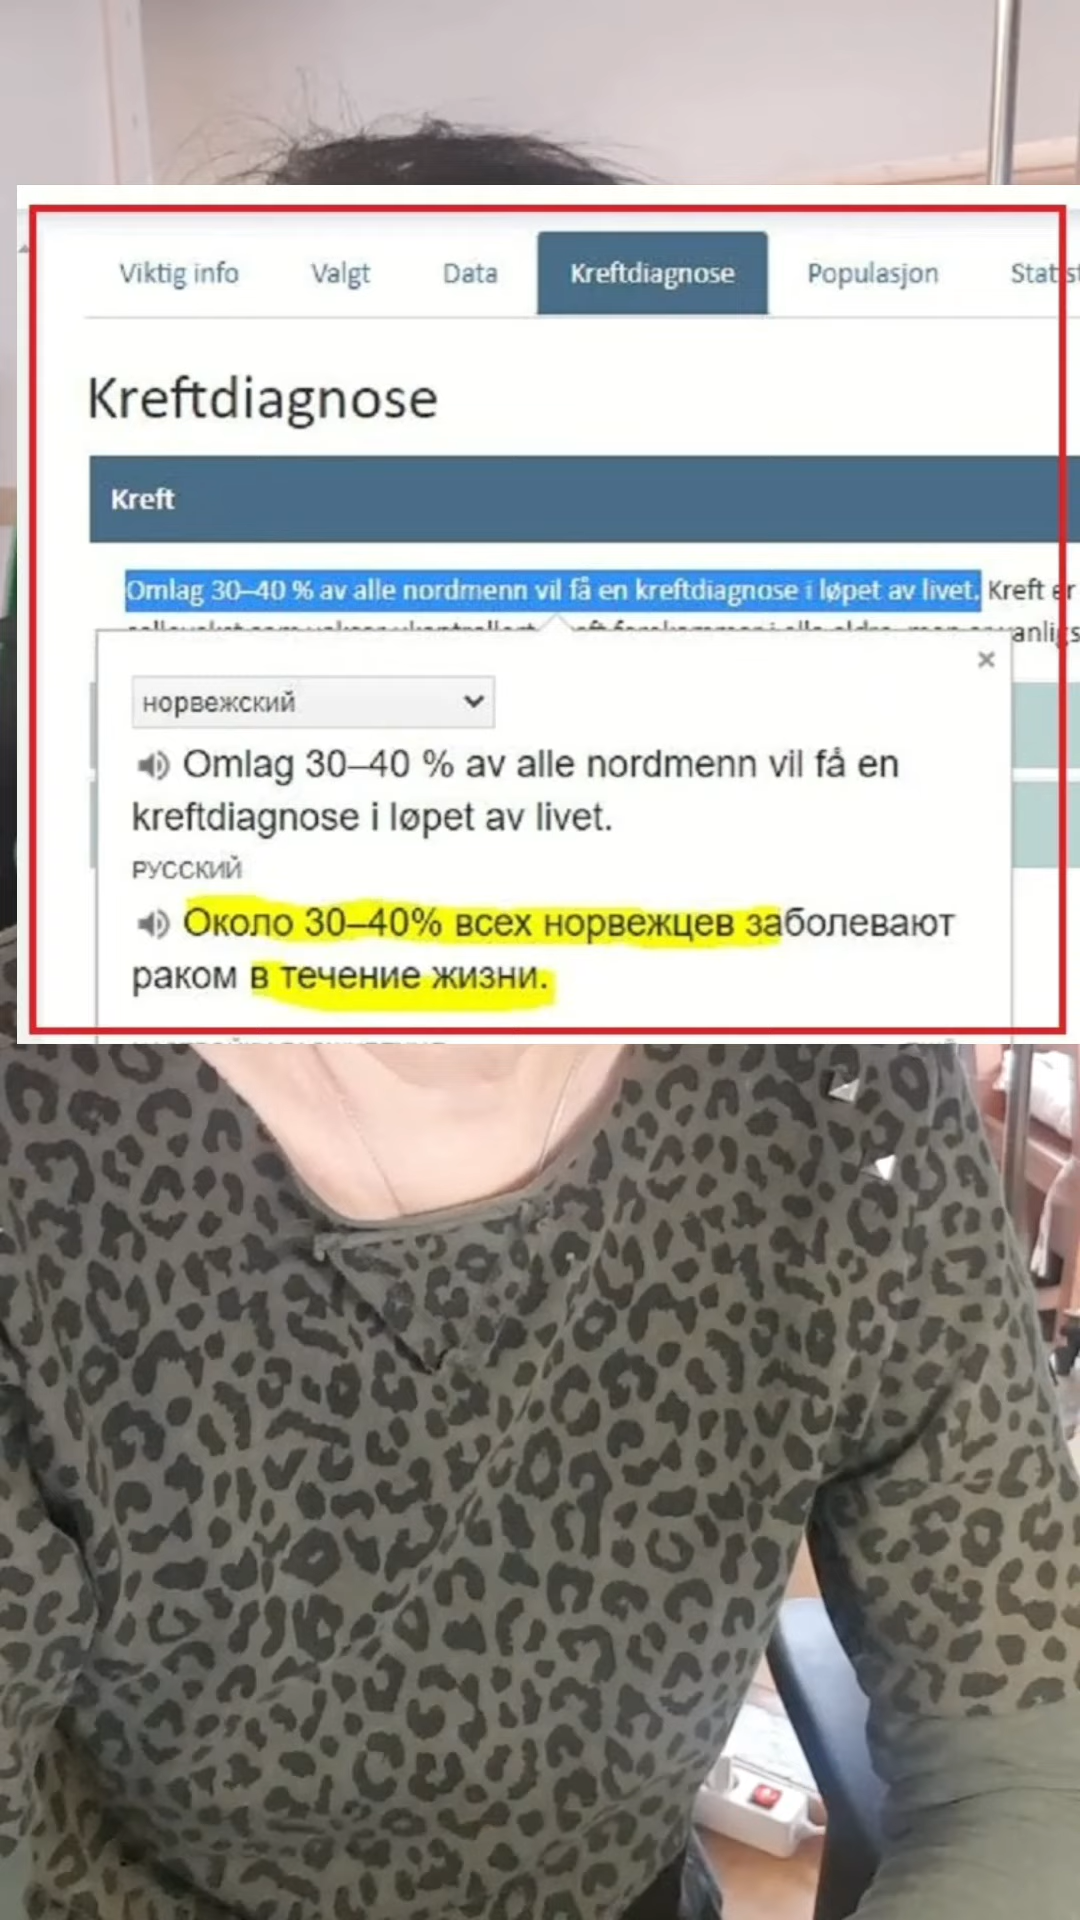 Viktig info Valgt Data Kreftdiagnose Populasjon
Kreftdiagnose
Kreft
Omlag 30–40 % av alle nordmenn vil få en kreftdiagnose i løpet av livet. Kreft er
норвежский
Omlag 30–40 % av alle nordmenn vil få en
kreftdiagnose i løpet av livet.
РУССКИЙ
Около 30–40% всех норвежцев заболевают
раком в течение жизни.